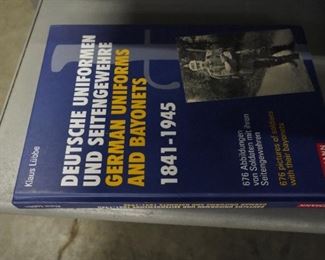 Klaus Lübbe
DEUTSCHE UNIFORMEN
UND SEITENGEWEHRE
GERMAN UNIFORMS
AND BAYONETS
1841-1945
676 Abbildungen
von Soldaten mit ihren
Seitengewehren
676 pictures of soldiers
with their bayonets